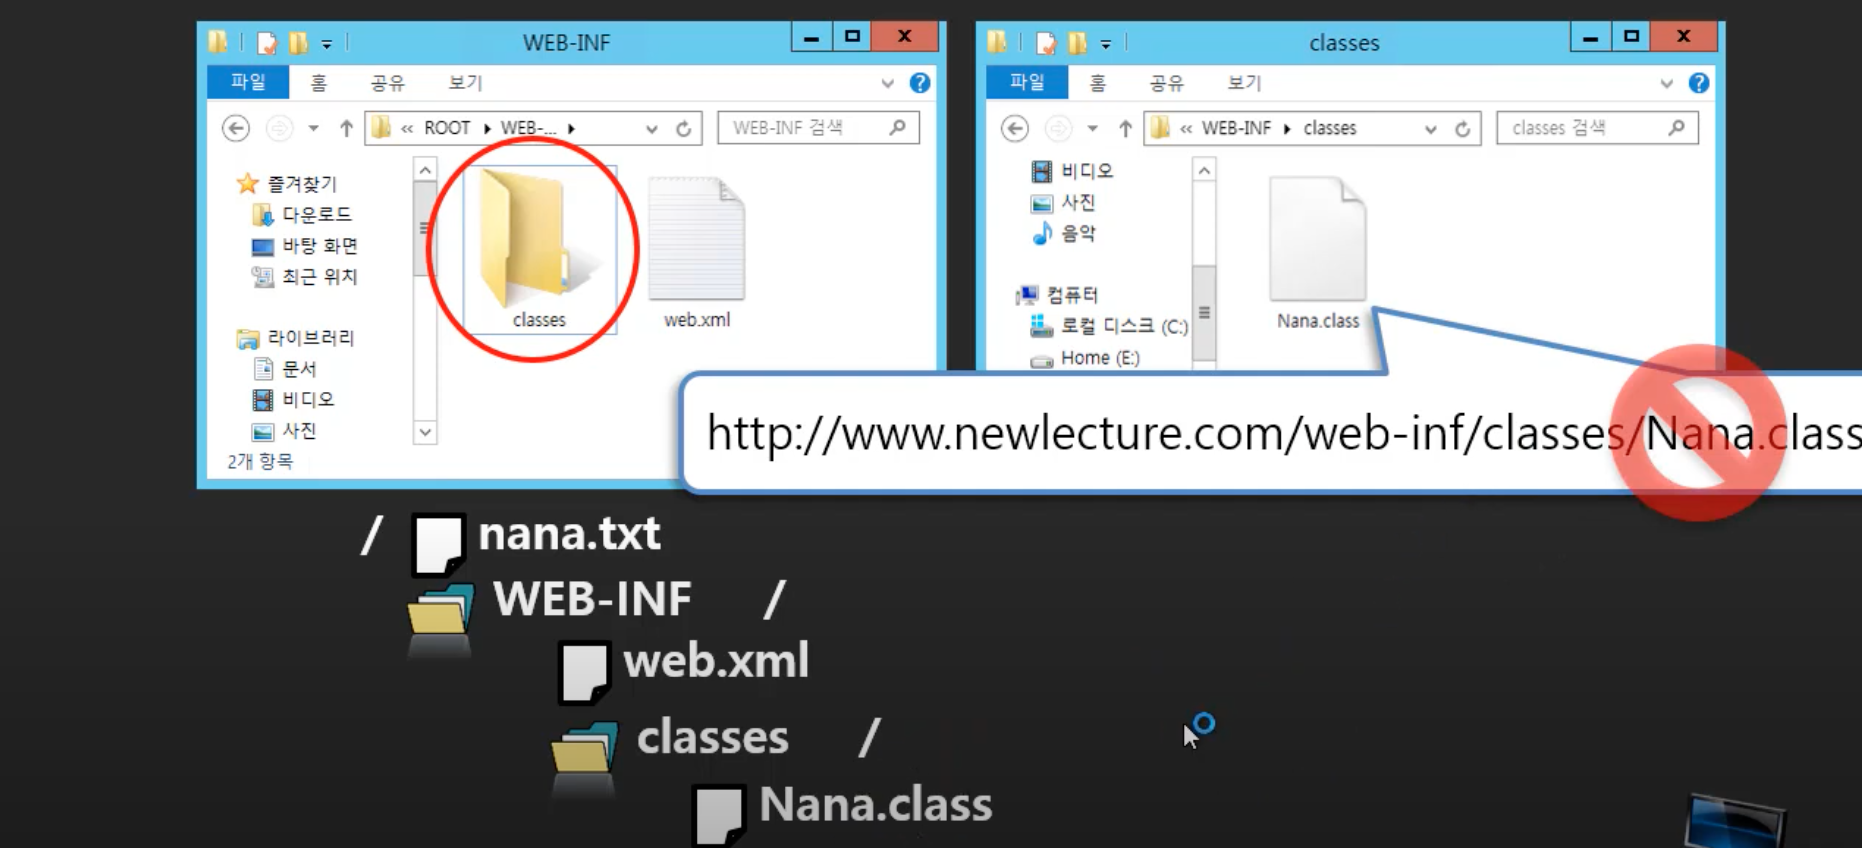 WEB-INF
파일 홈 공유 보기
« ROOT WEB-...
WEB-INF 검색
즐겨찾기
다운로드
바탕 화면
최근 위치
라이브러리
문서
비디오
사진
classes
web.xml
2개 항목
classes
파일 홈 공유 보기
« WEB-INF classes
classes 검색
비디오
사진
음악
컴퓨터
로컬 디스크 (C:)
Home (E:)
Nana.class
http://www.newlecture.com/web-inf/classes/Nana.class
/ nana.txt
WEB-INF /
web.xml
classes /
Nana.class